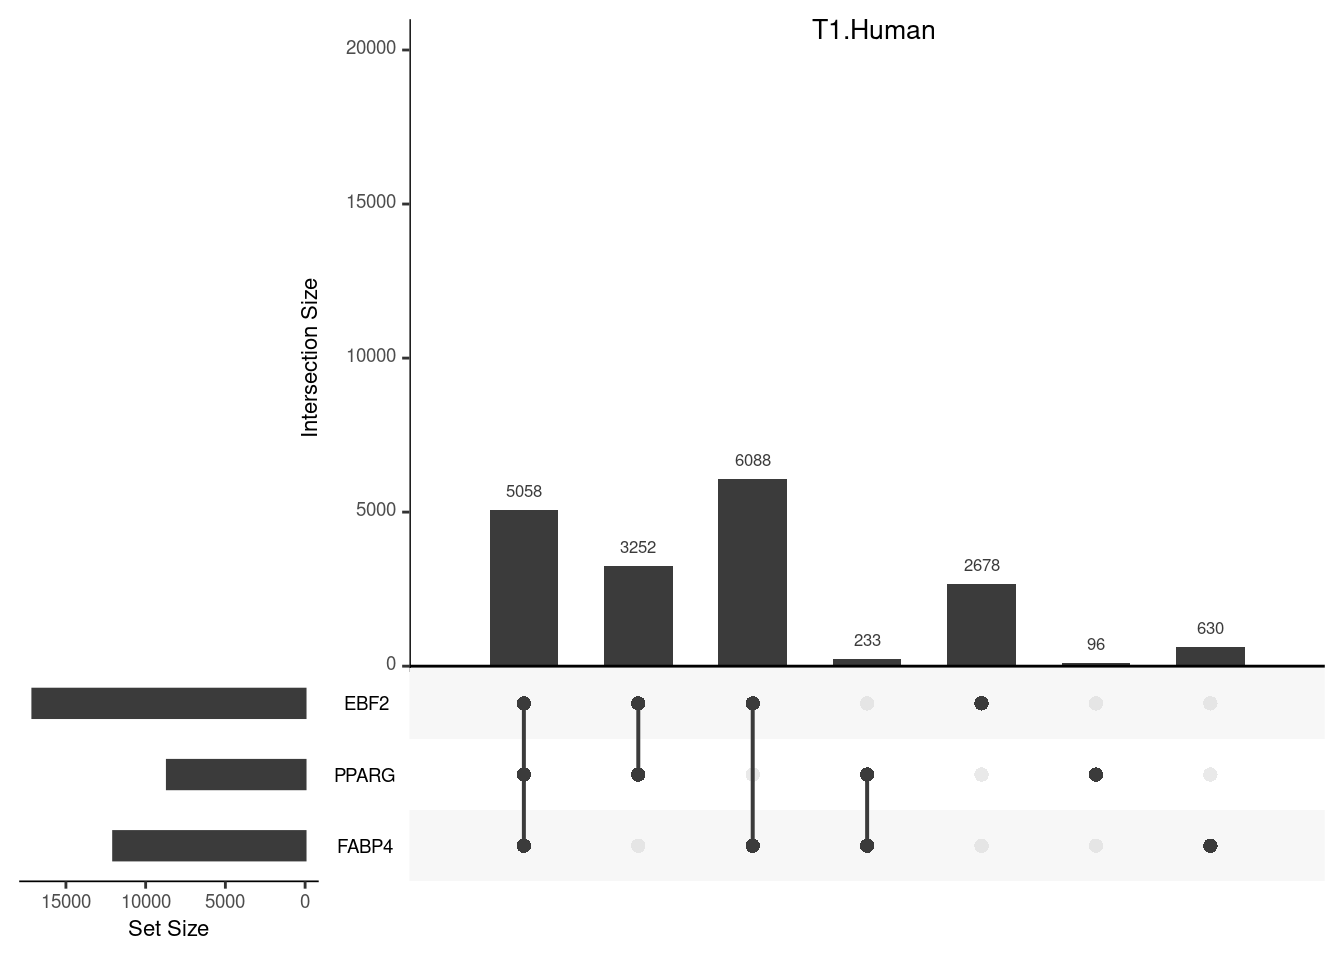 T1.Human
20000
15000
10000
5000
0
Intersection Size
5058
3252
6088
233
2678
96
630
EBF2
PPARG
FABP4
15000 10000 5000 0
Set Size